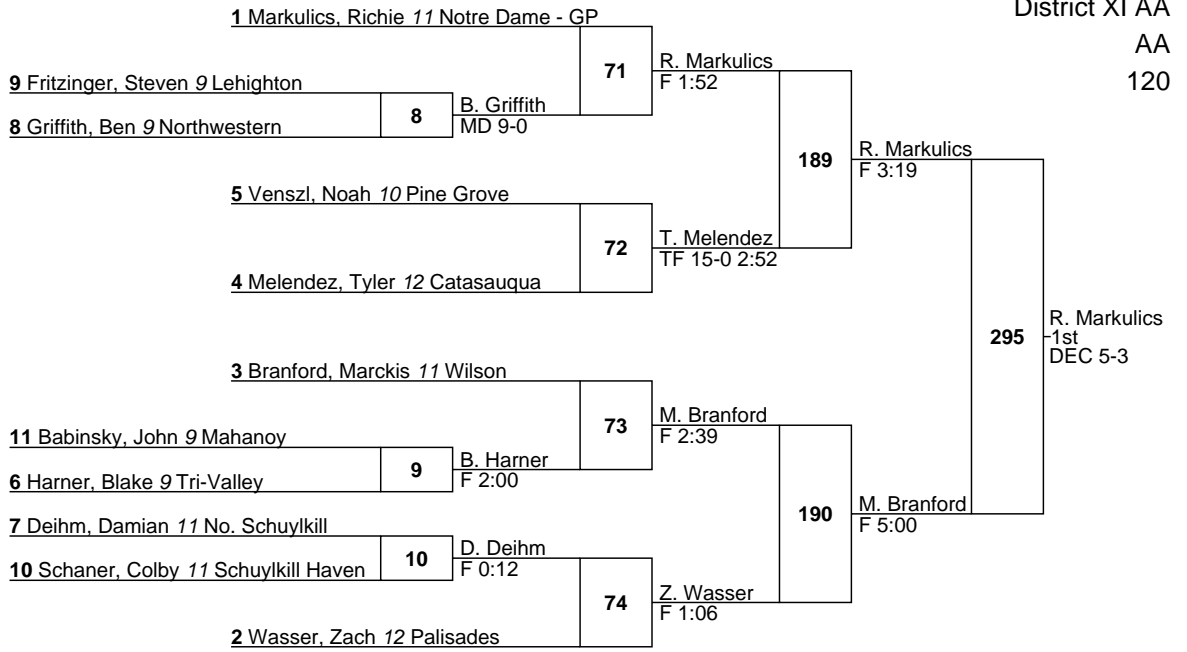 District XI AA
AA
120
1 Markulics, Richie 11 Notre Dame - GP
71
R. Markulics
F 1:52
9 Fritzinger, Steven 9 Lehighton
8
B. Griffith
MD 9-0
8 Griffith, Ben 9 Northwestern
189
R. Markulics
F 3:19
5 Venszl, Noah 10 Pine Grove
72
T. Melendez
TF 15-0 2:52
4 Melendez, Tyler 12 Catasauqua
295
R. Markulics
1st
DEC 5-3
3 Branford, Marckis 11 Wilson
73
M. Branford
F 2:39
11 Babinsky, John 9 Mahanoy
9
B. Harner
F 2:00
6 Harner, Blake 9 Tri-Valley
190
M. Branford
F 5:00
7 Deihm, Damian 11 No. Schuylkill
10
D. Deihm
F 0:12
10 Schaner, Colby 11 Schuylkill Haven
74
Z. Wasser
F 1:06
2 Wasser, Zach 12 Palisades